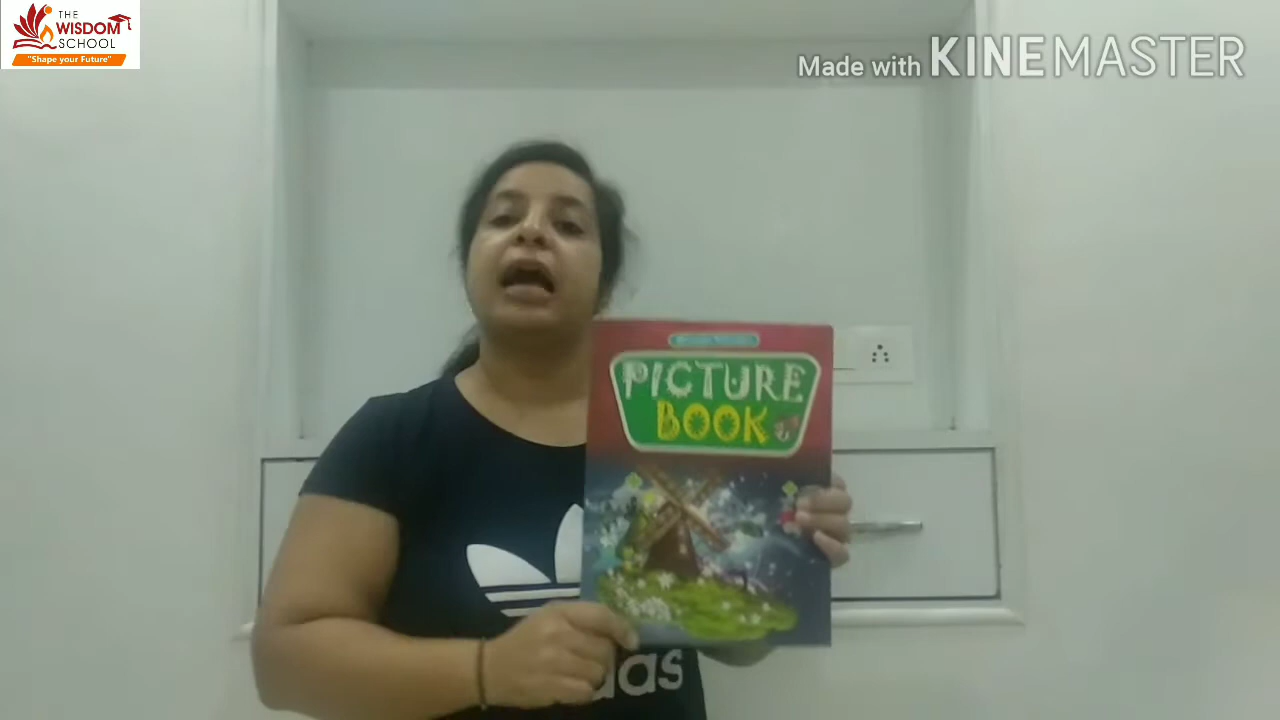 THE
WISDOM
SCHOOL
"Shape your Future"
Made with KINEMASTER
PICTURE
BOOK
das